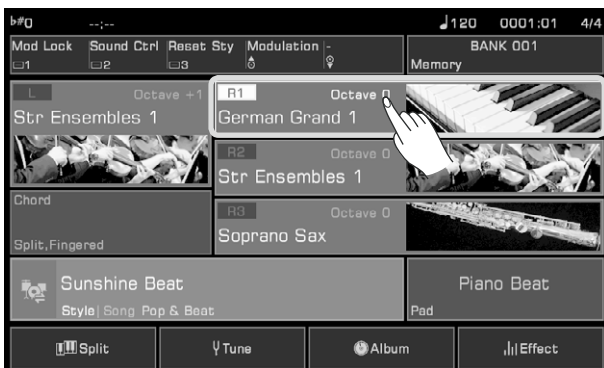 b#0 --:-- ♩120 0001:01 4/4
Mod Lock Sound Ctrl Reset Sty Modulation - BANK 001
1 2 3 Memory
L Octave +1
Str Ensembles 1
R1 Octave 0
German Grand 1
R2 Octave 0
Str Ensembles 1
R3 Octave 0
Soprano Sax
Chord
Split,Fingered
Sunshine Beat
Style| Song Pop & Beat
Piano Beat
Pad
Split Tune Album Effect